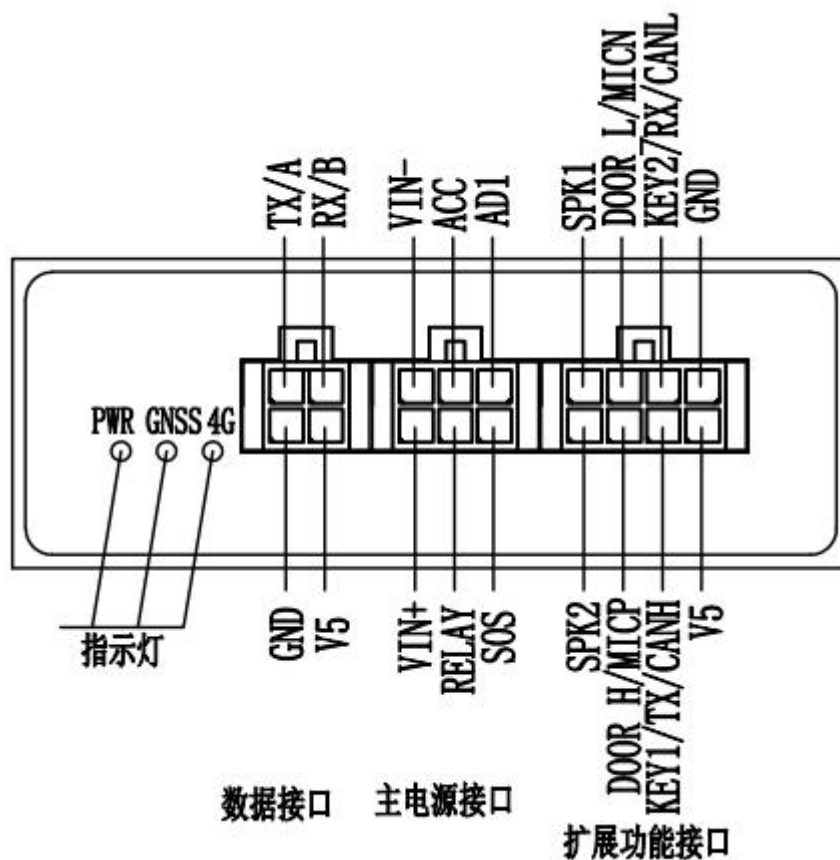 TX/A
RX/B
VIN-
ACC
AD1
SPK1
DOOR L/MICN
KEY2/RX/CANL
GND
PWR GNSS 4G
指示灯
GND
V5
VIN+
RELAY
SOS
SPK2
DOOR H/MICP
KEY1/TX/CANH
V5
数据接口
主电源接口
扩展功能接口